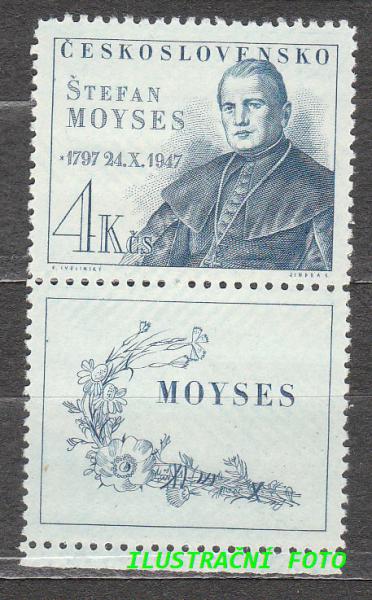 ČESKOSLOVENSKO
ŠTEFAN
MOYSES
*1797 24.X.1947
4 Kčs
MOYSES
ILUSTRAČNÍ FOTO